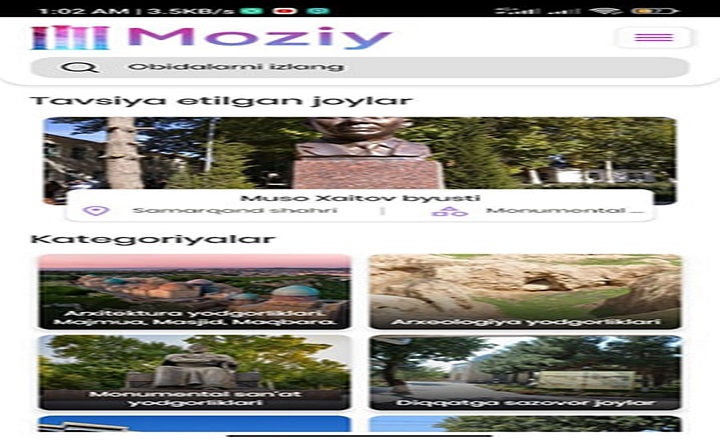 1:02 AM | 3.5KB/s
Moziy
Obidalarni izlang
Tavsiya etilgan joylar
Muso Xaitov byusti
Samarqand shahri | Monumental ...
Kategoriyalar
Arxitektura yodgorliklari,
Majmua, Masjid, Maqbara
Arxeologiya yodgorliklari
Monumental san'at
yodgorliklari
Diqqatga sazovor joylar